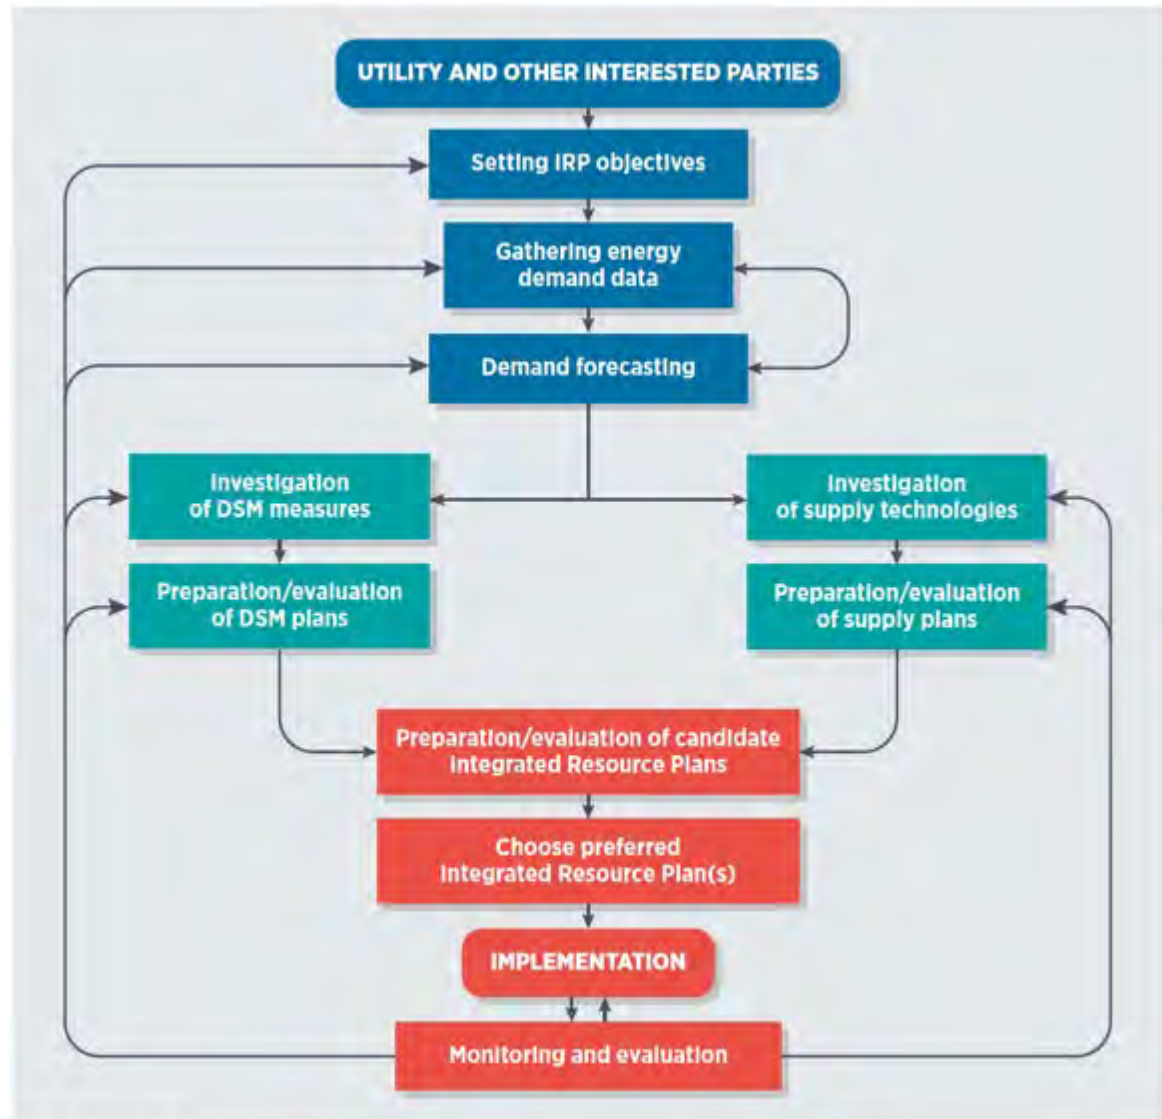 UTILITY AND OTHER INTERESTED PARTIES
Setting IRP objectives
Gathering energy
demand data
Demand forecasting
Investigation
of DSM measures
Investigation
of supply technologies
Preparation/evaluation
of DSM plans
Preparation/evaluation
of supply plans
Preparation/evaluation of candidate
Integrated Resource Plans
Choose preferred
Integrated Resource Plan(s)
IMPLEMENTATION
Monitoring and evaluation